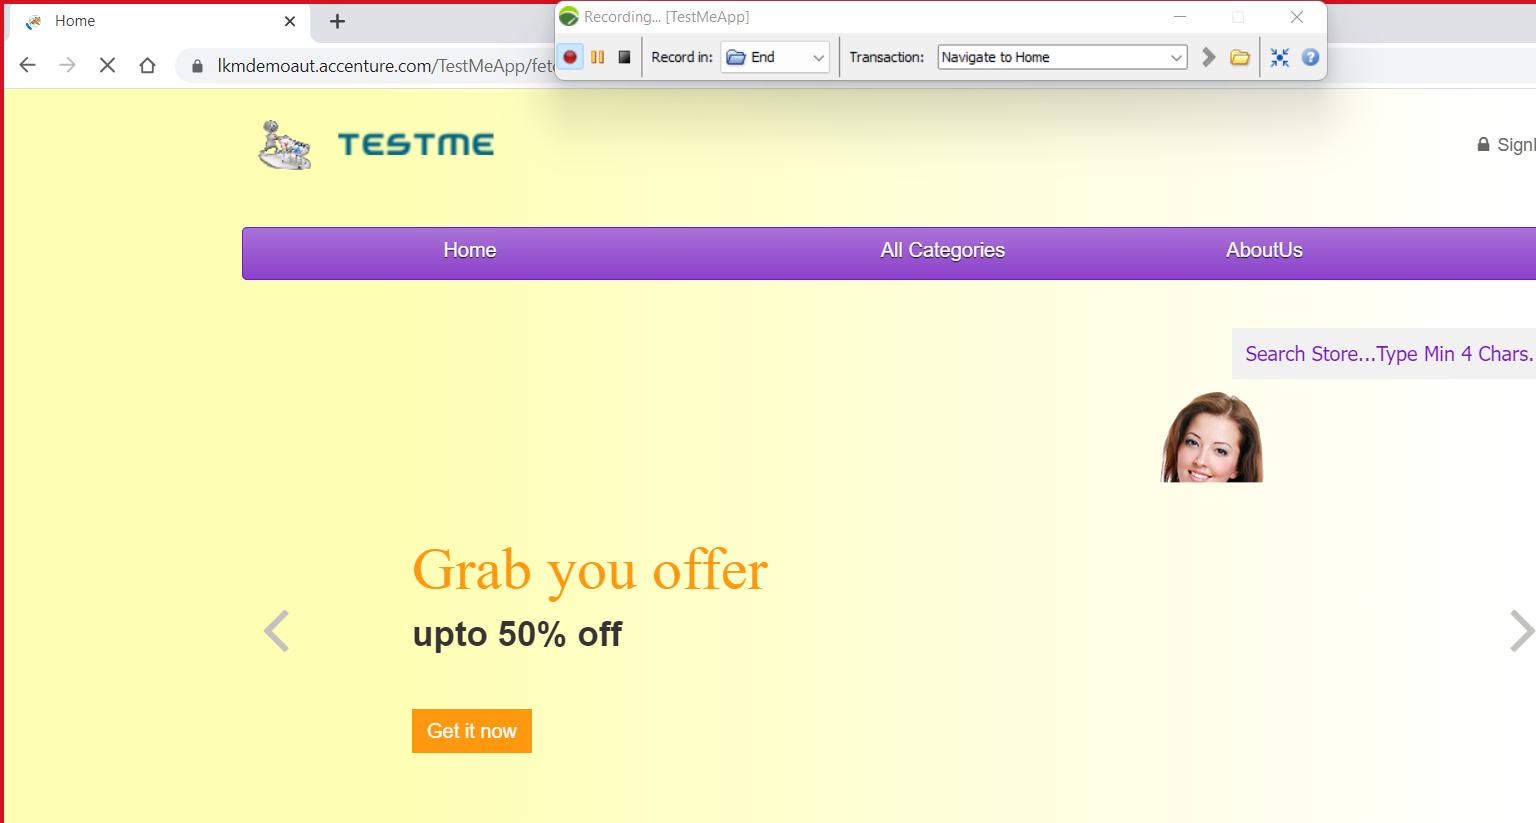 Home
Recording... [TestMeApp]
Record in: End Transaction: Navigate to Home
lkmdemoaut.accenture.com/TestMeApp/fet
TESTME
SignI
Home All Categories AboutUs
Search Store...Type Min 4 Chars.
Grab you offer
upto 50% off
Get it now